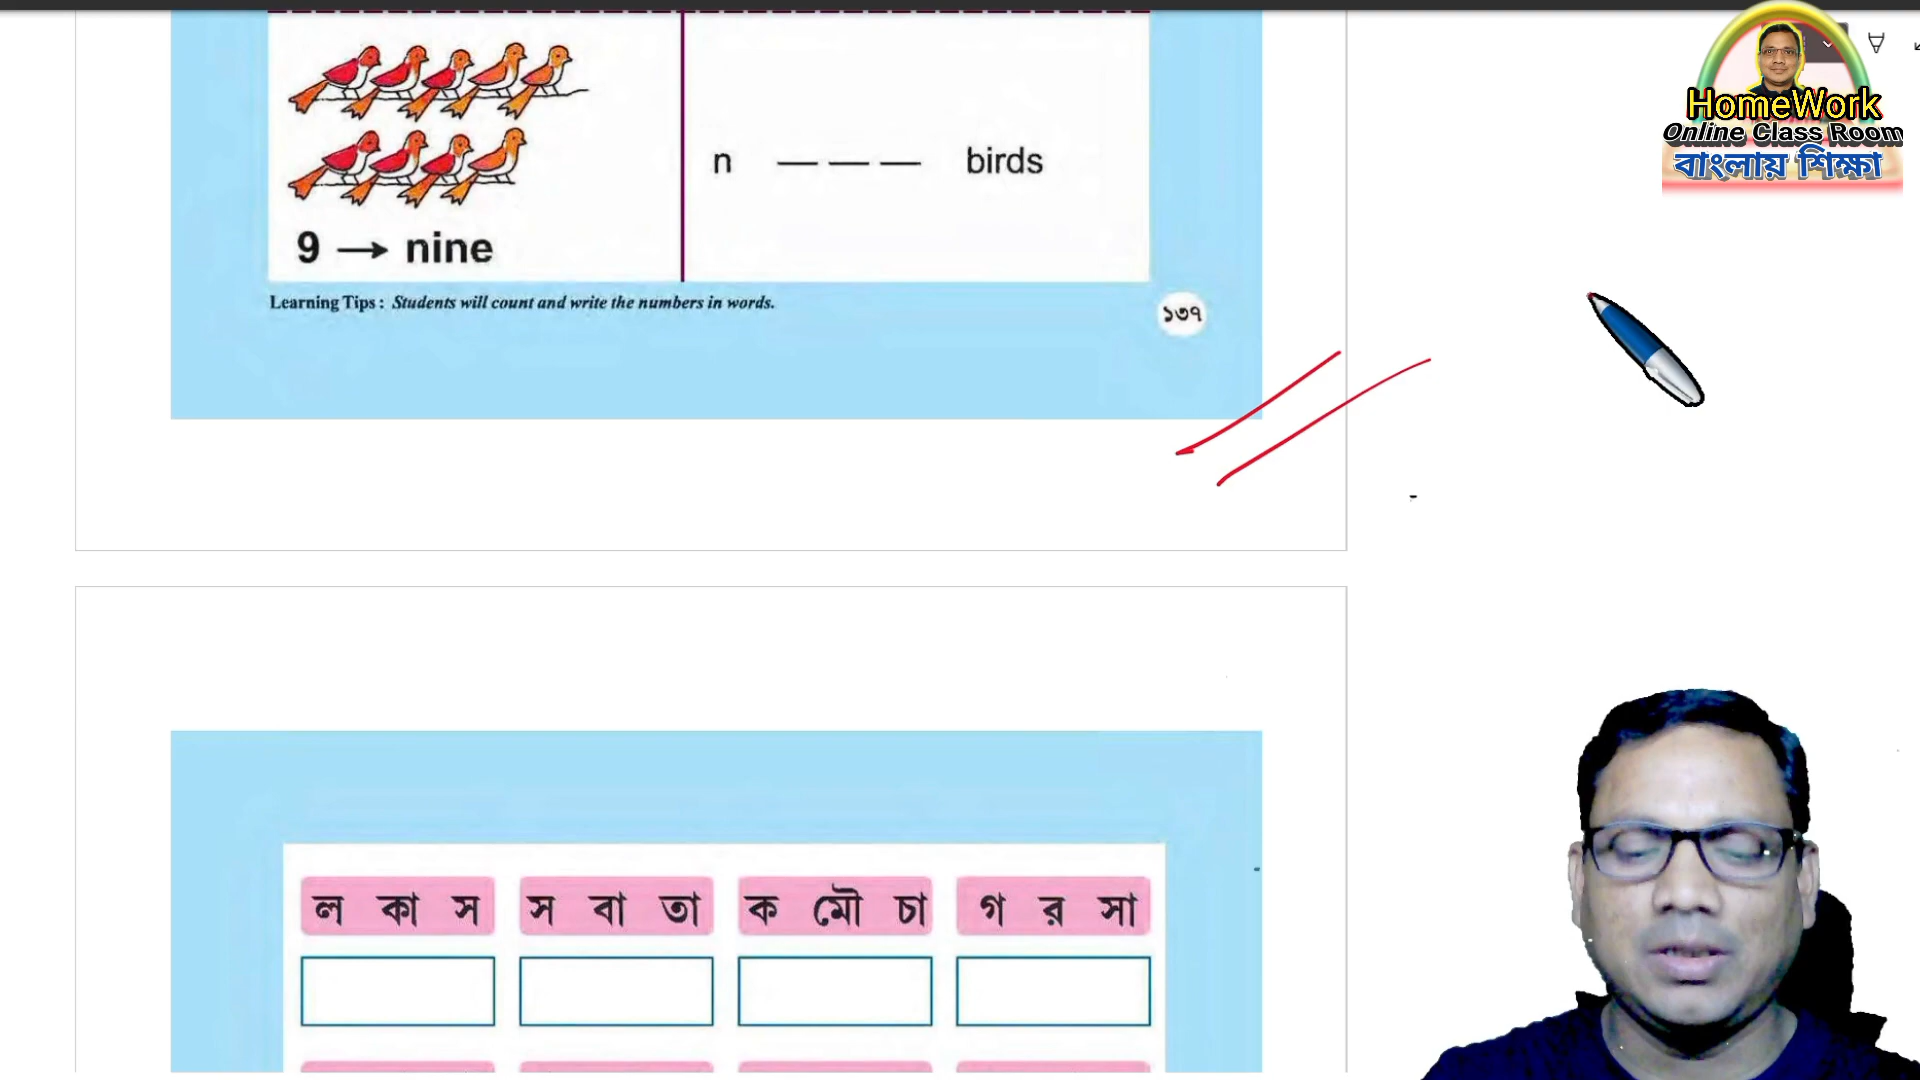 HomeWork
Online Class Room
বাংলায় শিক্ষা
n — — — birds
9 → nine
Learning Tips : Students will count and write the numbers in words.
১৩৭
ল কা স
স বা তা
ক মৌ চা
গ র সা